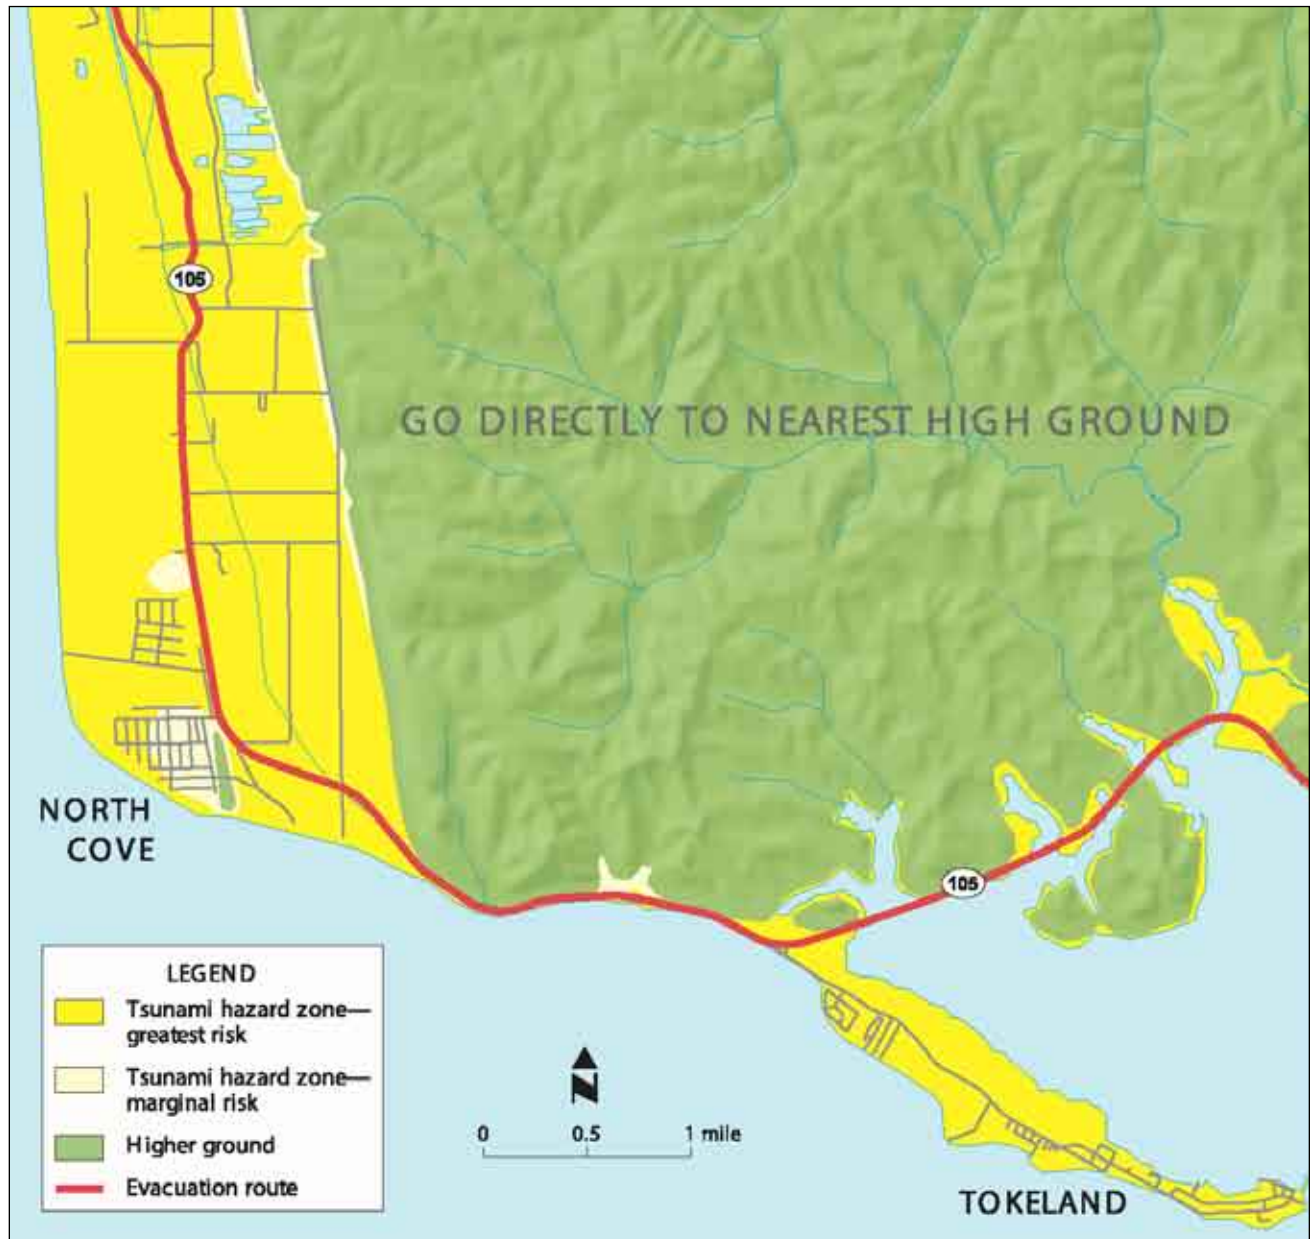 105
GO DIRECTLY TO NEAREST HIGH GROUND
NORTH
COVE
105
LEGEND
Tsunami hazard zone—
greatest risk
Tsunami hazard zone—
marginal risk
Higher ground
Evacuation route
N
0 0.5 1 mile
TOKELAND